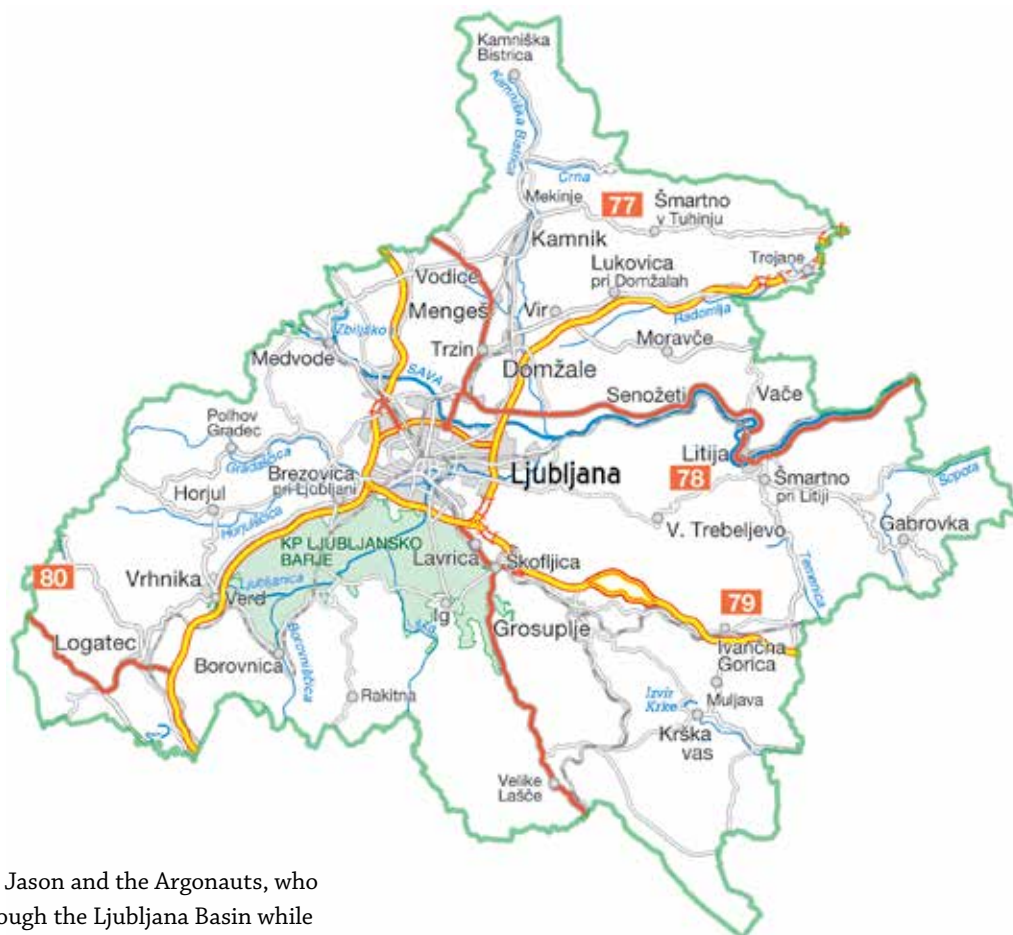 Kamniška
Bistrica
Kamniška Bistrica
Črna
Mekinje
77
Šmartno
v Tuhinju
Kamnik
Trojane
Lukovica
pri Domžalah
Vodice
Mengeš
Vir
Radomlja
Zbiljsko
Moravče
Medvode
Trzin
Domžale
SAVA
Senožeti
Vače
Polhov
Gradec
Gradaščica
Litija
Brezovica
pri Ljubljani
Ljubljana
78
Šmartno
pri Litiji
Sopota
Horjul
Horjulščica
V. Trebeljevo
Gabrovka
KP LJUBLJANSKO
BARJE
Lavrica
Škofljica
80
Vrhnika
Ljubljanica
Temenica
Verd
Ig
79
Iška
Grosuplje
Ivančna
Gorica
Logatec
Borovnica
Borovniščica
Rakitna
Izvir
Krke
Muljava
Krška
vas
Velike
Lašče
Jason and the Argonauts, who
ough the Ljubljana Basin while